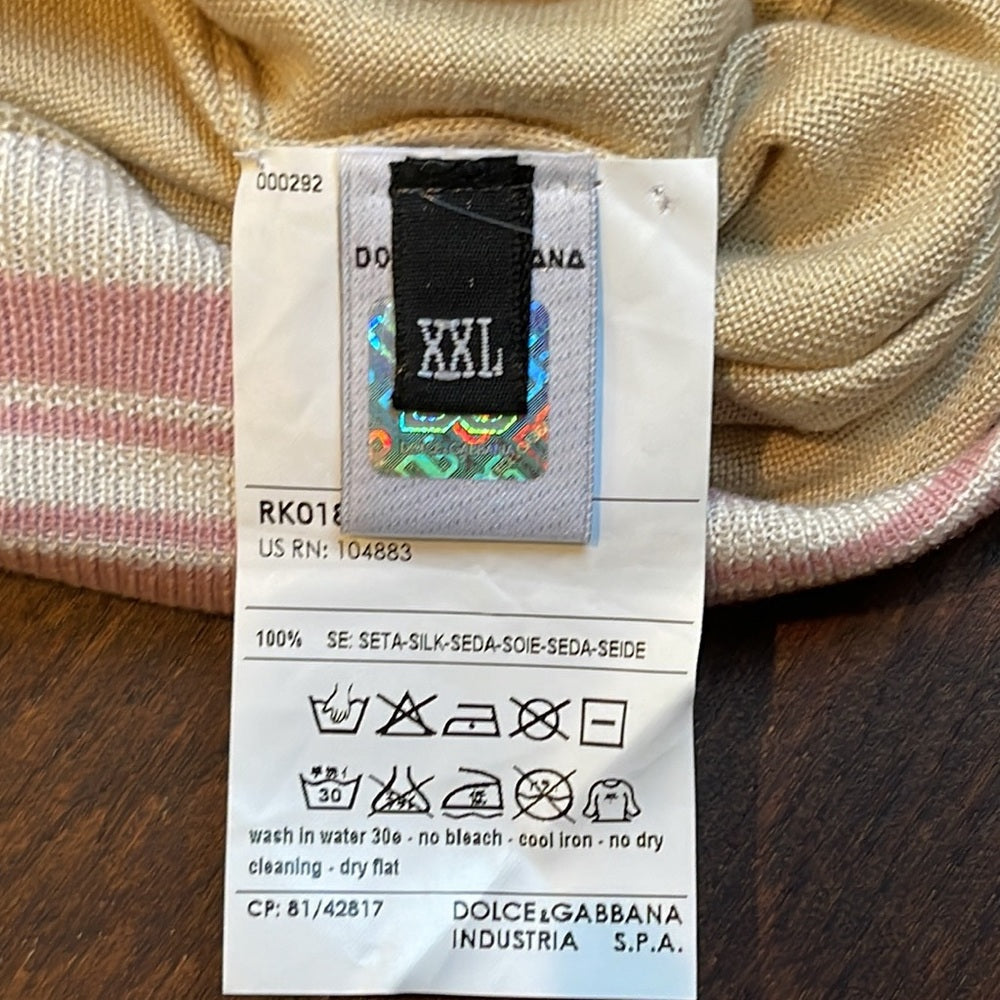 000292
XXL
DOLCE&GABBANA
US RN: 104883
100% SE: SETA-SILK-SEDA-SOIE-SEDA-SEIDE
30
wash in water 30e - no bleach - cool iron - no dry
cleaning - dry flat
CP: 81/42817
DOLCE&GABBANA
INDUSTRIA S.P.A.